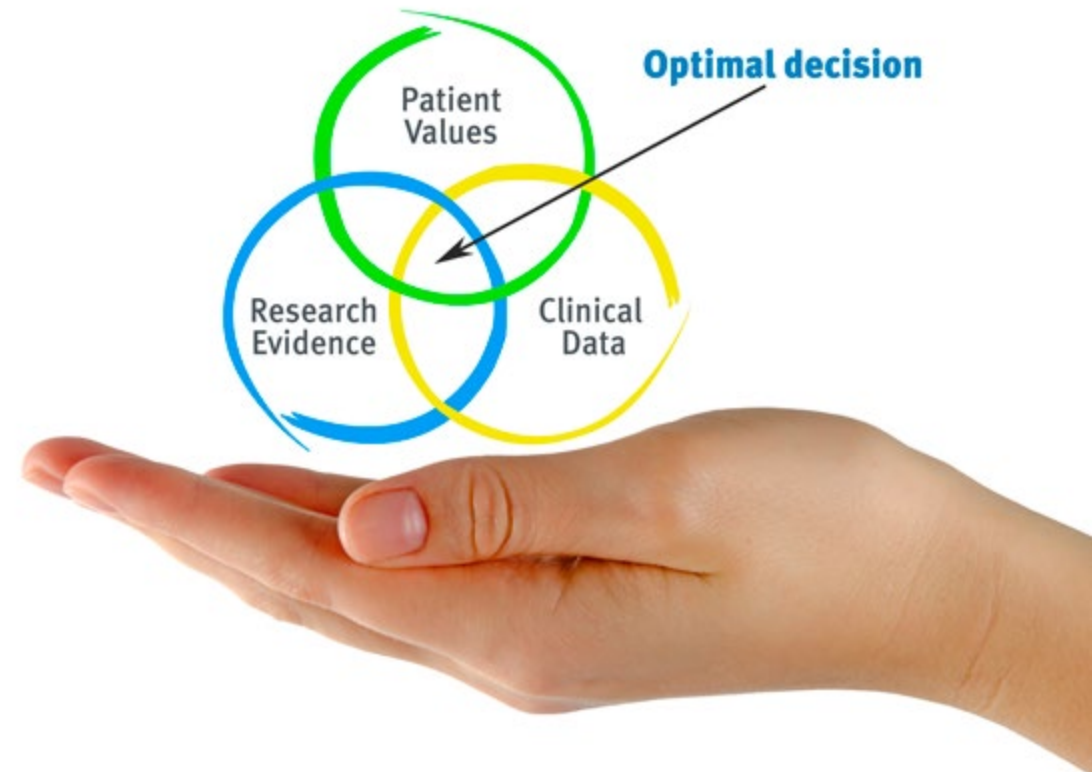 Optimal decision
Patient
Values
Research
Evidence
Clinical
Data